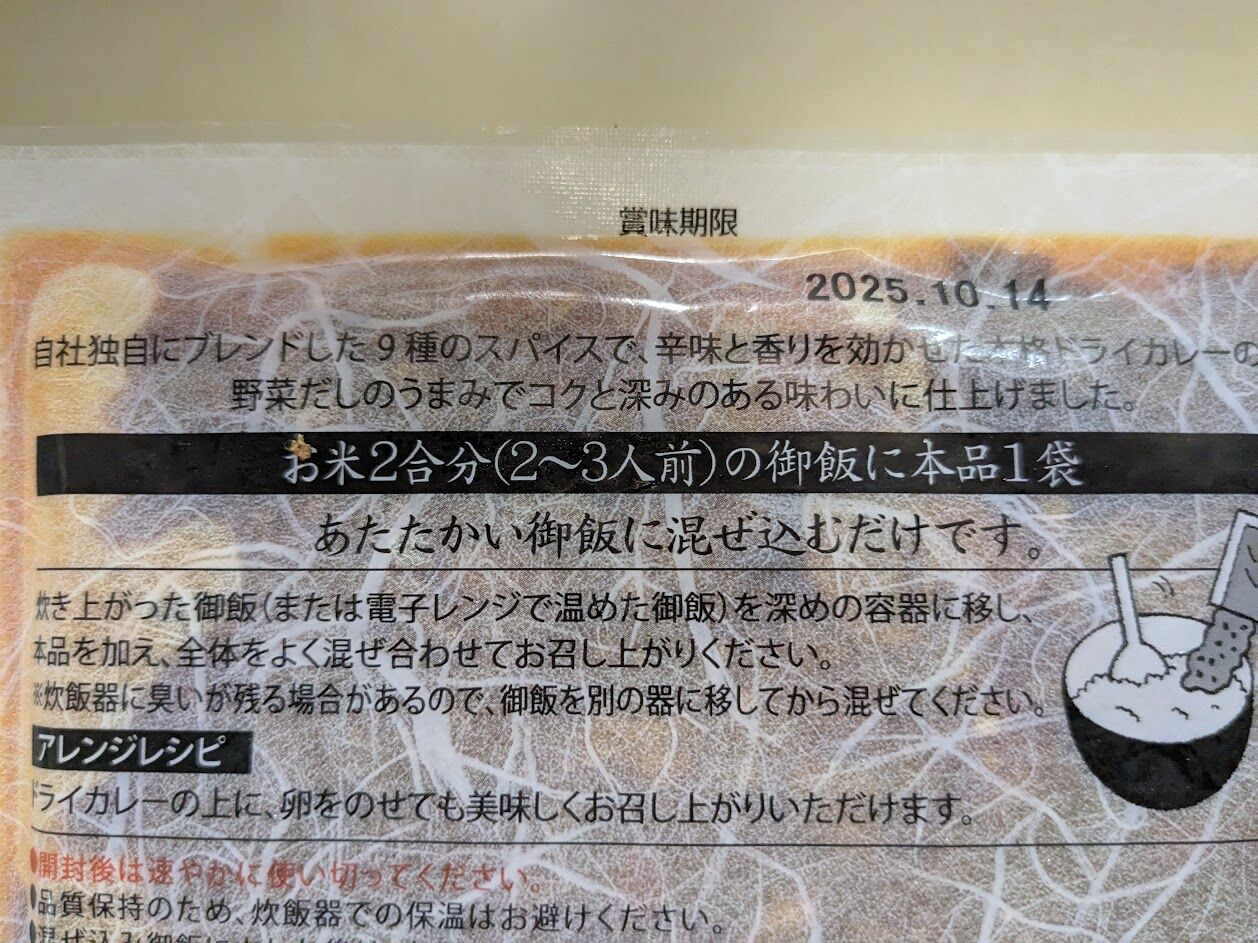 賞味期限
2025.10.14
自社独自にブレンドした9種のスパイスで、辛味と香りを効かせた本格ドライカレーの
野菜だしのうまみでコクと深みのある味わいに仕上げました。
お米2合分(2〜3人前)の御飯に本品1袋
あたたかい御飯に混ぜ込むだけです。
炊き上がった御飯(または電子レンジで温めた御飯)を深めの容器に移し、
本品を加え、全体をよく混ぜ合わせてお召し上がりください。
※炊飯器に臭いが残る場合があるので、御飯を別の器に移してから混ぜてください。
アレンジレシピ
ドライカレーの上に、卵をのせても美味しくお召し上がりいただけます。
●開封後は速やかに使い切ってください。
●品質保持のため、炊飯器での保温はお避けください。